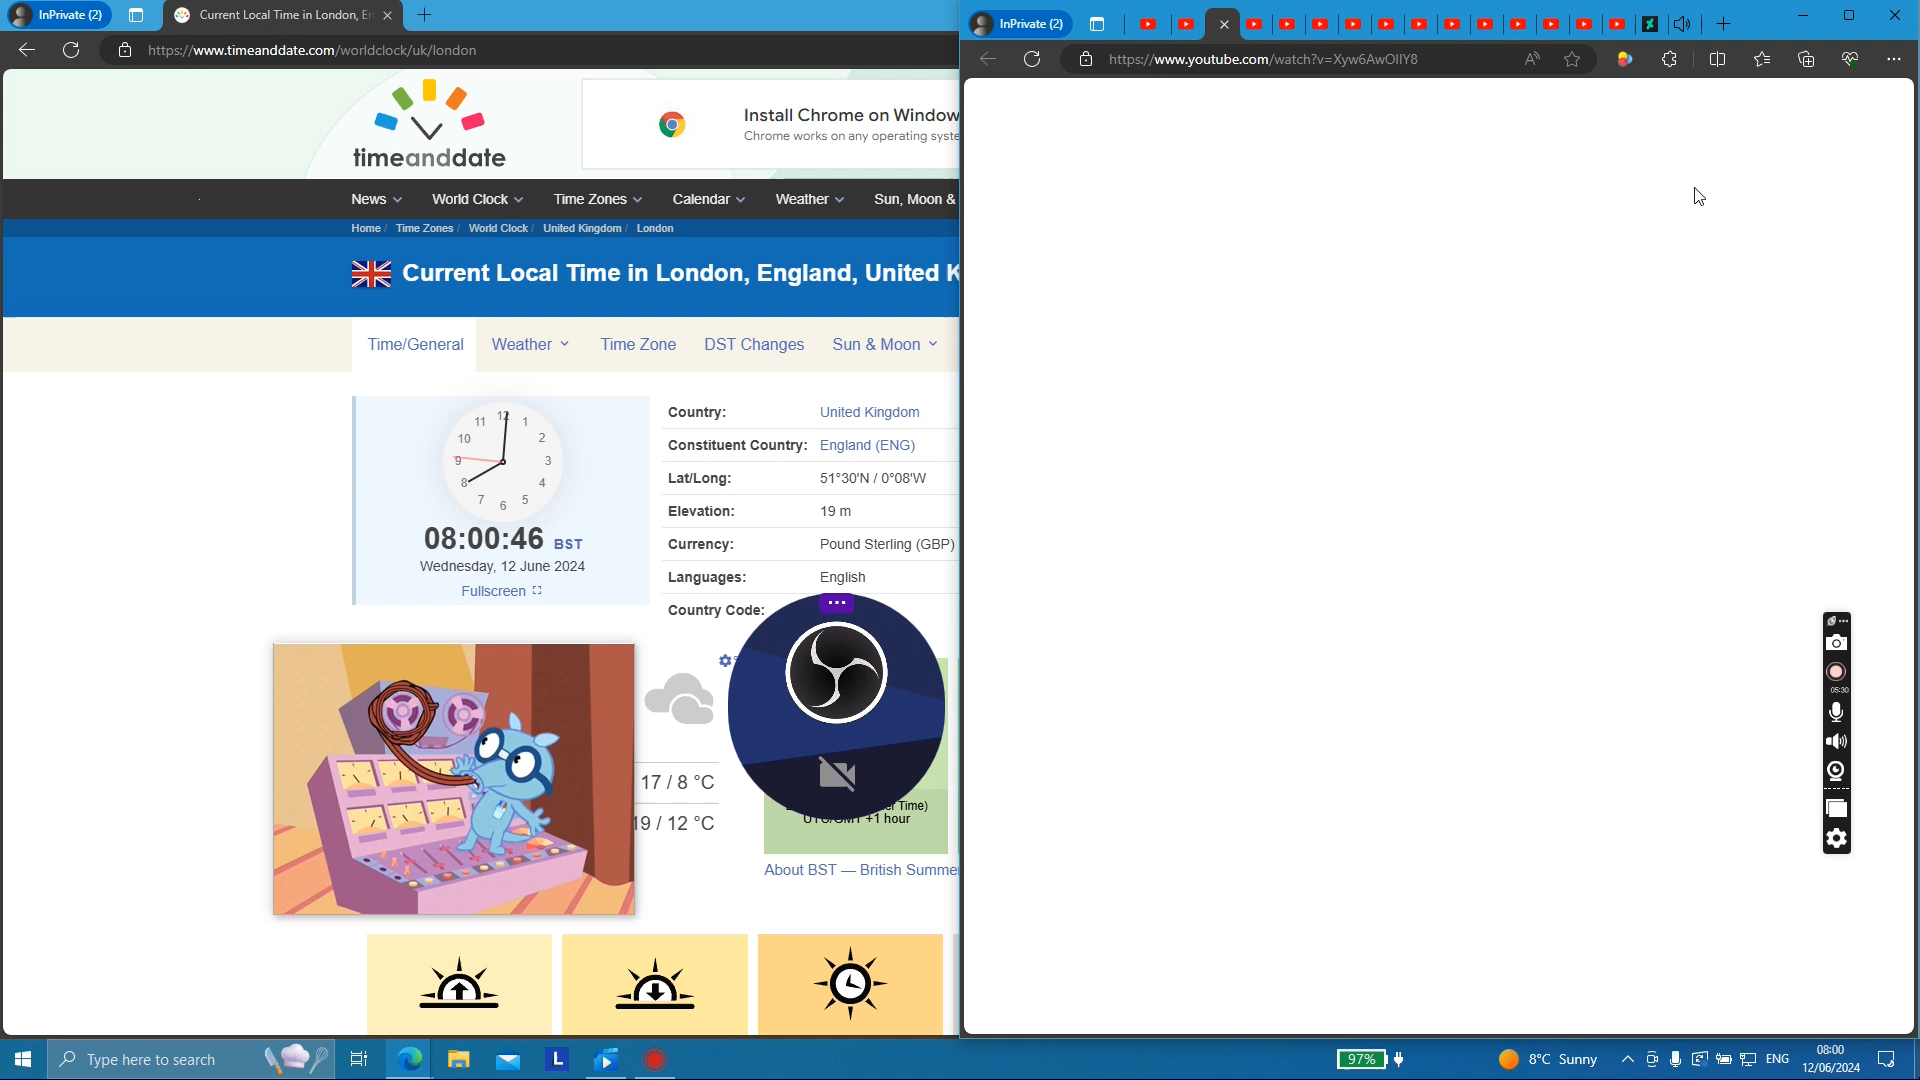 InPrivate (2)
Current Local Time in London, En
https://www.timeanddate.com/worldclock/uk/london
timeanddate
Install Chrome on Window
Chrome works on any operating syste
News
World Clock
Time Zones
Calendar
Weather
Sun, Moon &
Home / Time Zones / World Clock / United Kingdom / London
Current Local Time in London, England, United K
Time/General
Weather
Time Zone
DST Changes
Sun & Moon
12
1
2
3
4
5
6
7
8
9
10
11
08:00:46 BST
Wednesday, 12 June 2024
Fullscreen
Country: United Kingdom
Constituent Country: England (ENG)
Lat/Long: 51°30'N / 0°08'W
Elevation: 19 m
Currency: Pound Sterling (GBP)
Languages: English
Country Code:
17 / 8 °C
19 / 12 °C
er Time)
UTC/GMT +1 hour
About BST — British Summe
InPrivate (2)
https://www.youtube.com/watch?v=Xyw6AwOIIY8
05:30
Type here to search
L
97%
8°C Sunny
ENG
08:00
12/06/2024